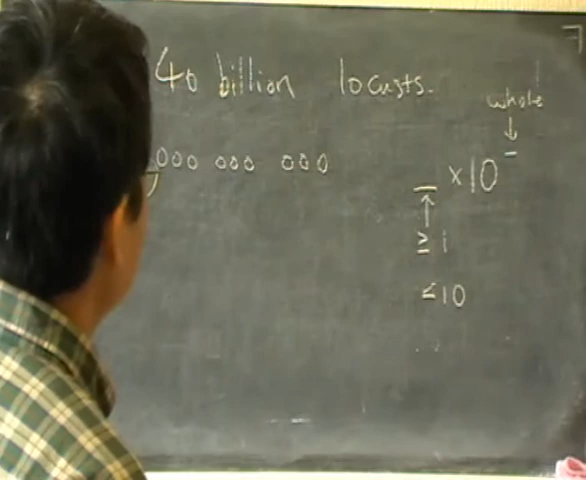 40 billion locusts.
whole
000 000 000
_ × 10⁻
↑
≥ 1
≤ 10